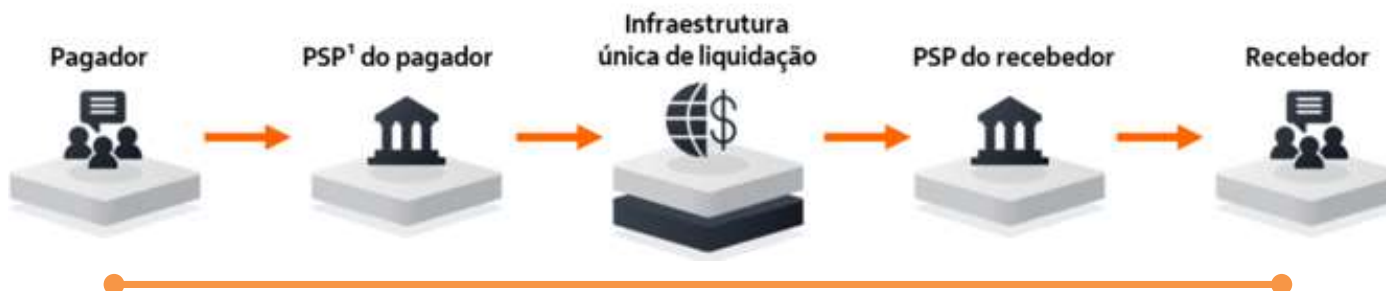 Pagador
PSP¹ do pagador
Infraestrutura
única de liquidação
PSP do recebedor
Recebedor